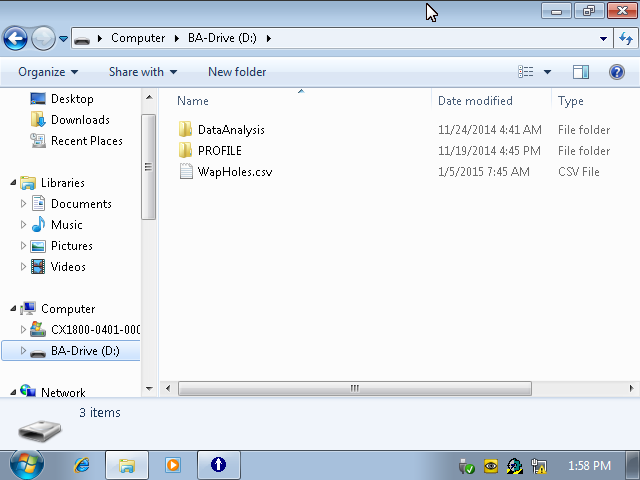 Computer BA-Drive (D:)
Organize Share with New folder
Name Date modified Type
Desktop
Downloads
Recent Places
Libraries
Documents
Music
Pictures
Videos
Computer
CX1800-0401-000
BA-Drive (D:)
Network
DataAnalysis 11/24/2014 4:41 AM File folder
PROFILE 11/19/2014 4:45 PM File folder
WapHoles.csv 1/5/2015 7:45 AM CSV File
3 items
1:58 PM